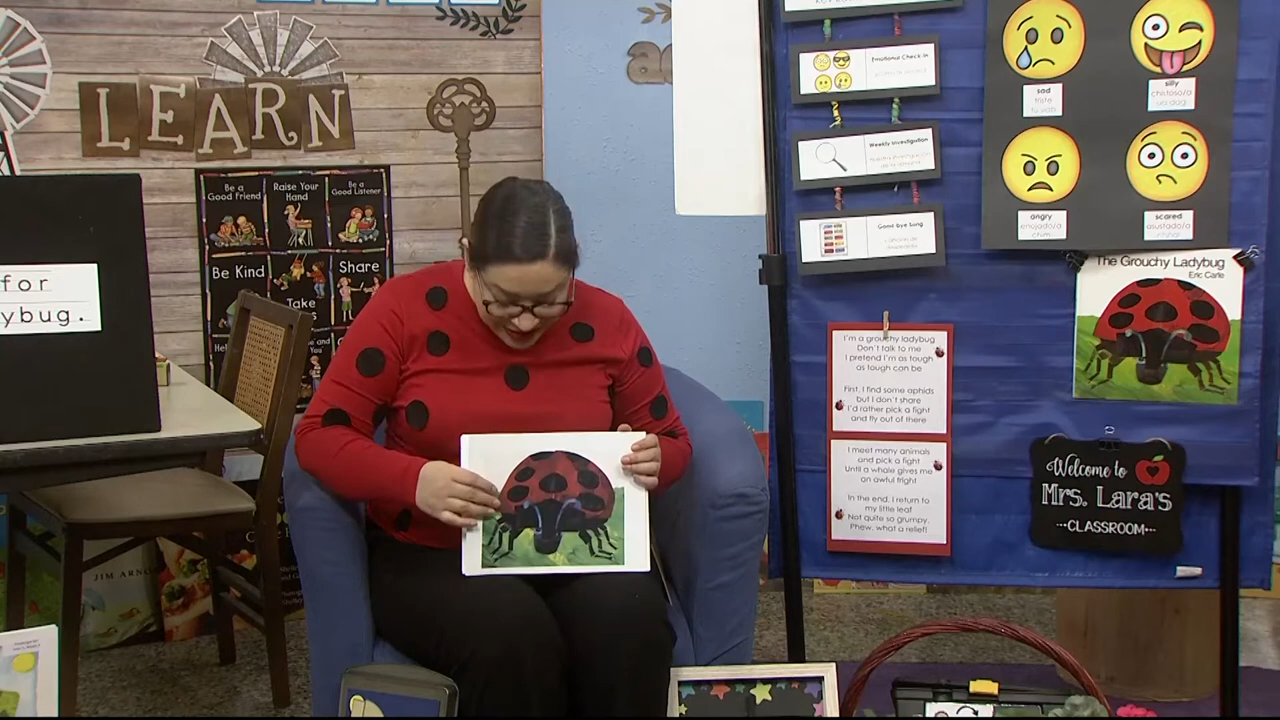 LEARN
for
ybug.
Be a
Good Friend
Raise Your
Hand
Be a
Good Listener
Be Kind
Share
Take
and
You
JIM ARNO
Emotional Check in
Weekly Investigation
Good bye Song
sad
triste
silly
chistoso/a
angry
enojado/a
scared
asustado/a
The Grouchy Ladybug
Eric Carle
I'm a grouchy ladybug
Don't talk to me
I pretend I'm as tough
as tough can be
First, I find some aphids
but I don't share
I'd rather pick a fight
and fly out of there
I meet many animals
and pick a fight
Until a whale gives me
an awful fright
In the end, I return to
my little leaf
Not quite so grumpy.
Phew, what a relief!
Welcome to
Mrs. Lara's
CLASSROOM